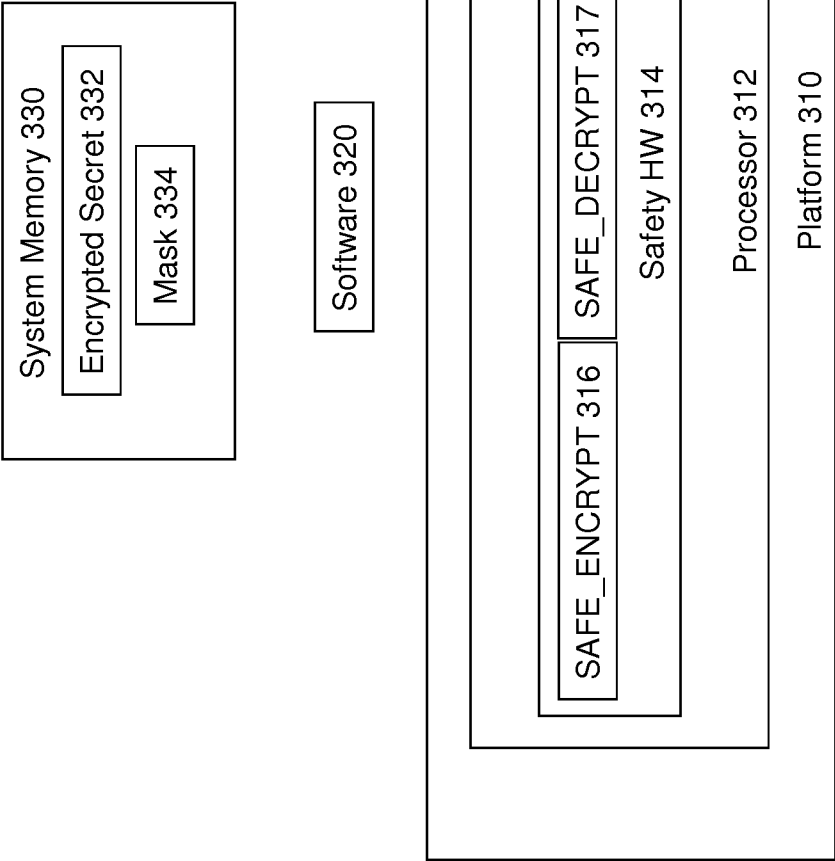 System Memory 330
Encrypted Secret 332
Mask 334
Software 320
SAFE_ENCRYPT 316
SAFE_DECRYPT 317
Safety HW 314
Processor 312
Platform 310